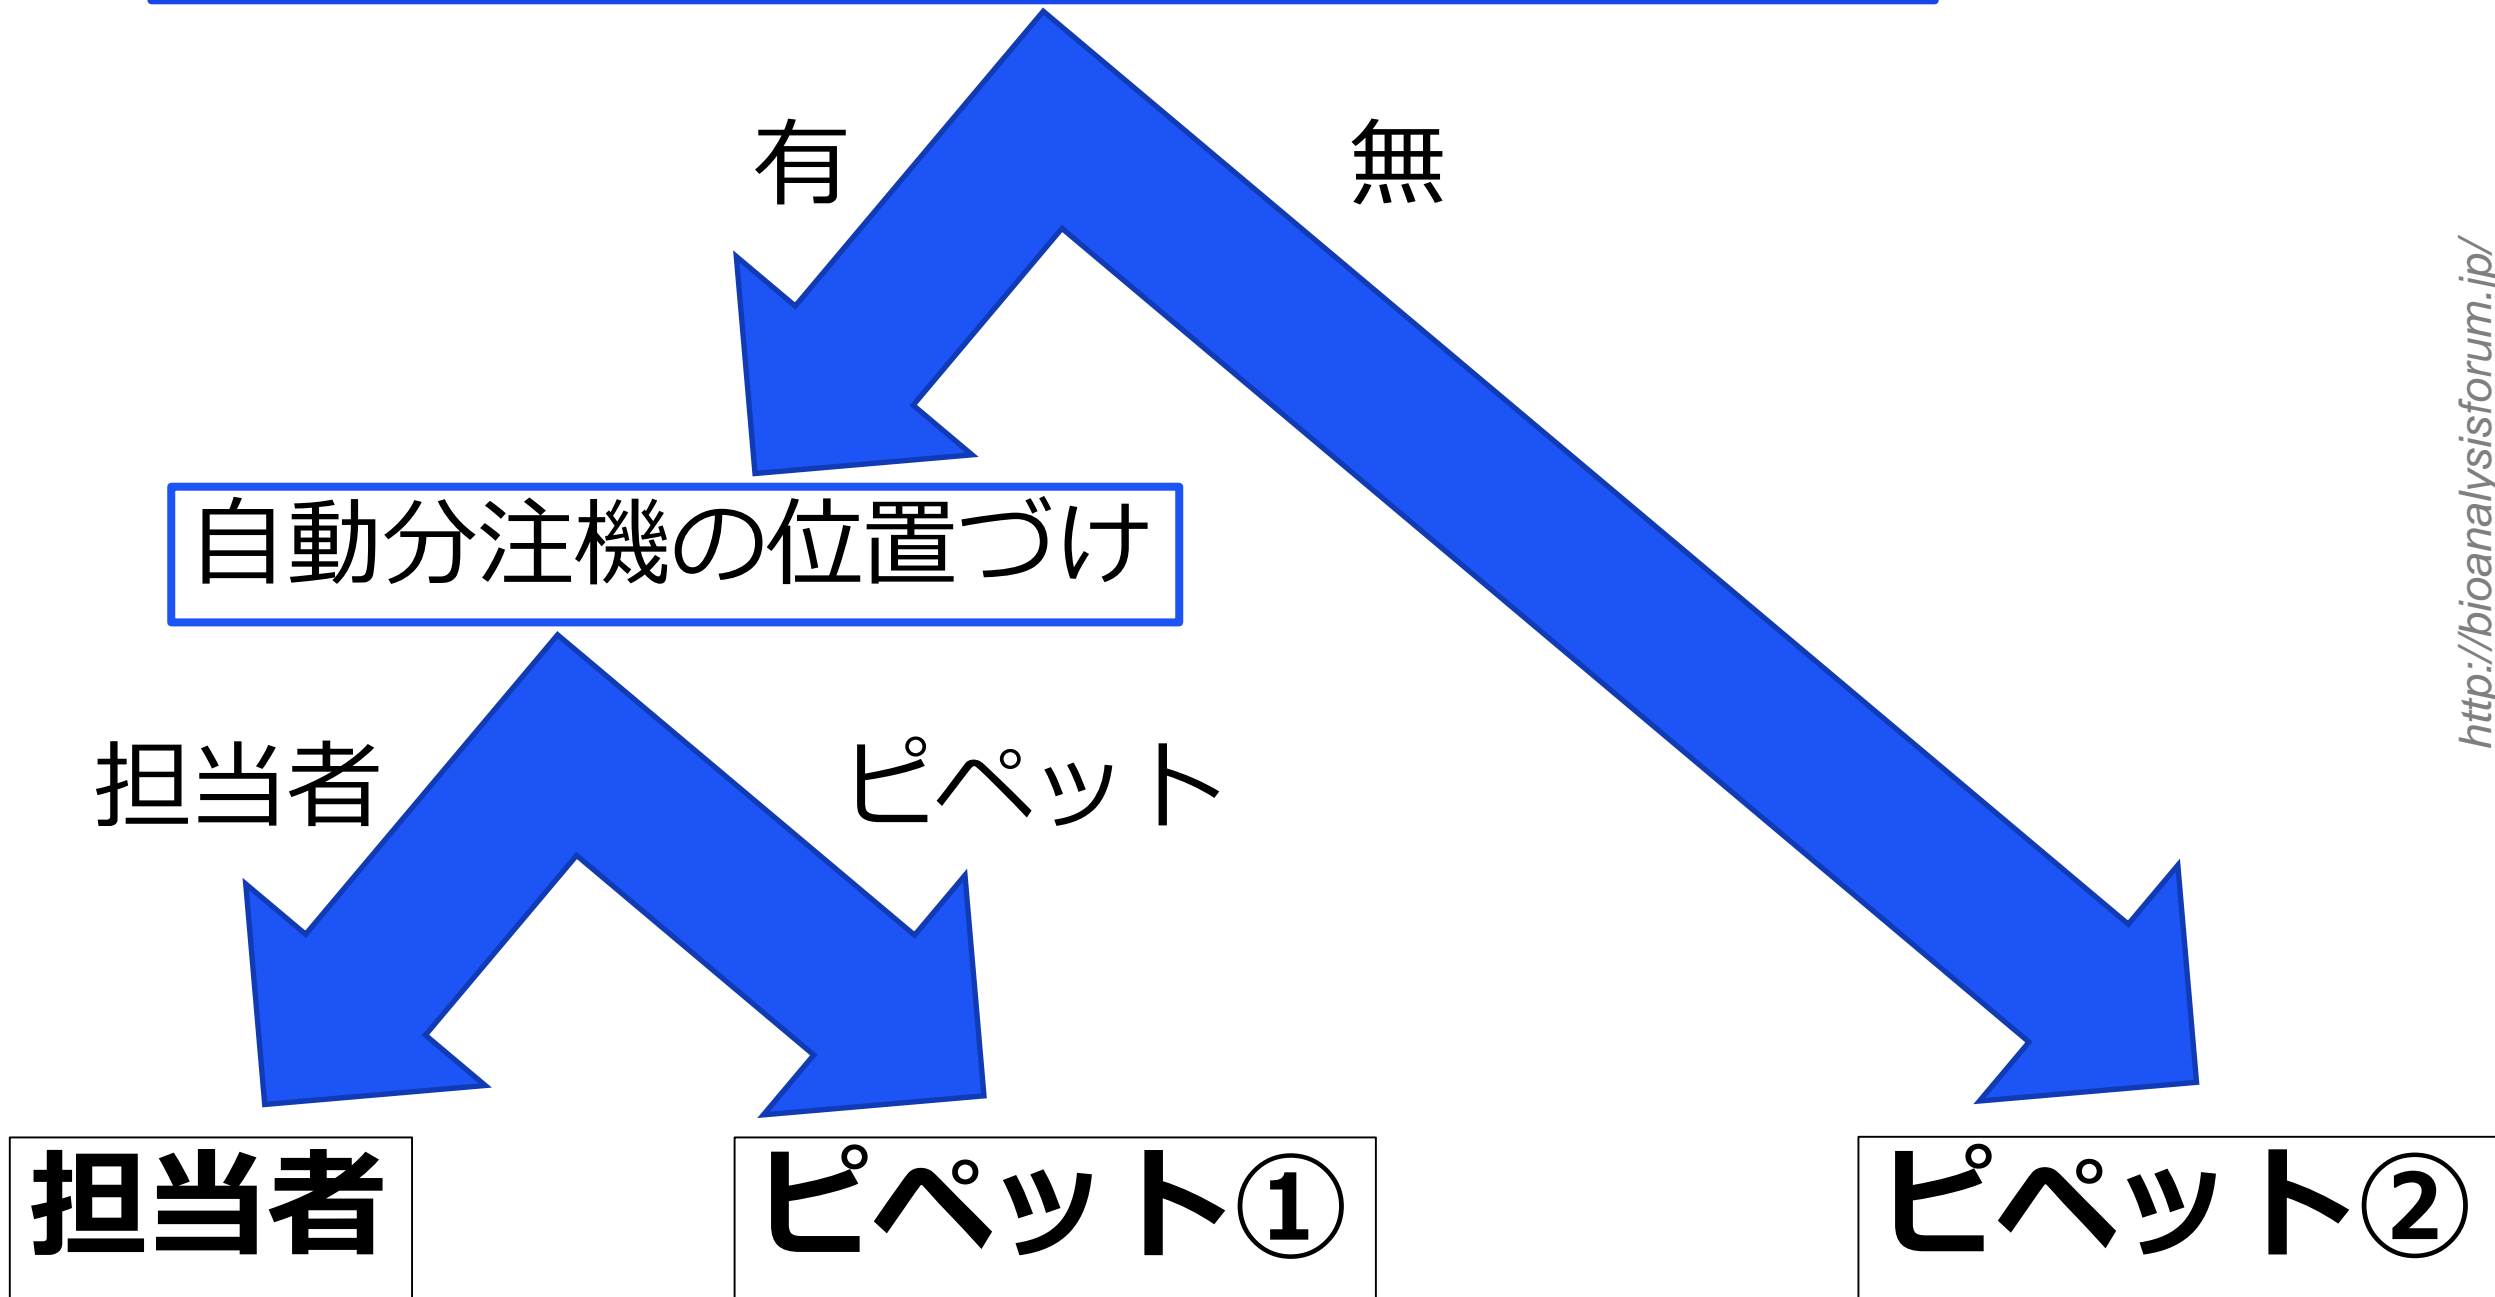 有
無
自動分注機の位置づけ
担当者
ピペット
担当者
ピペット①
ピペット②
http://bioanalysisforum.jp/